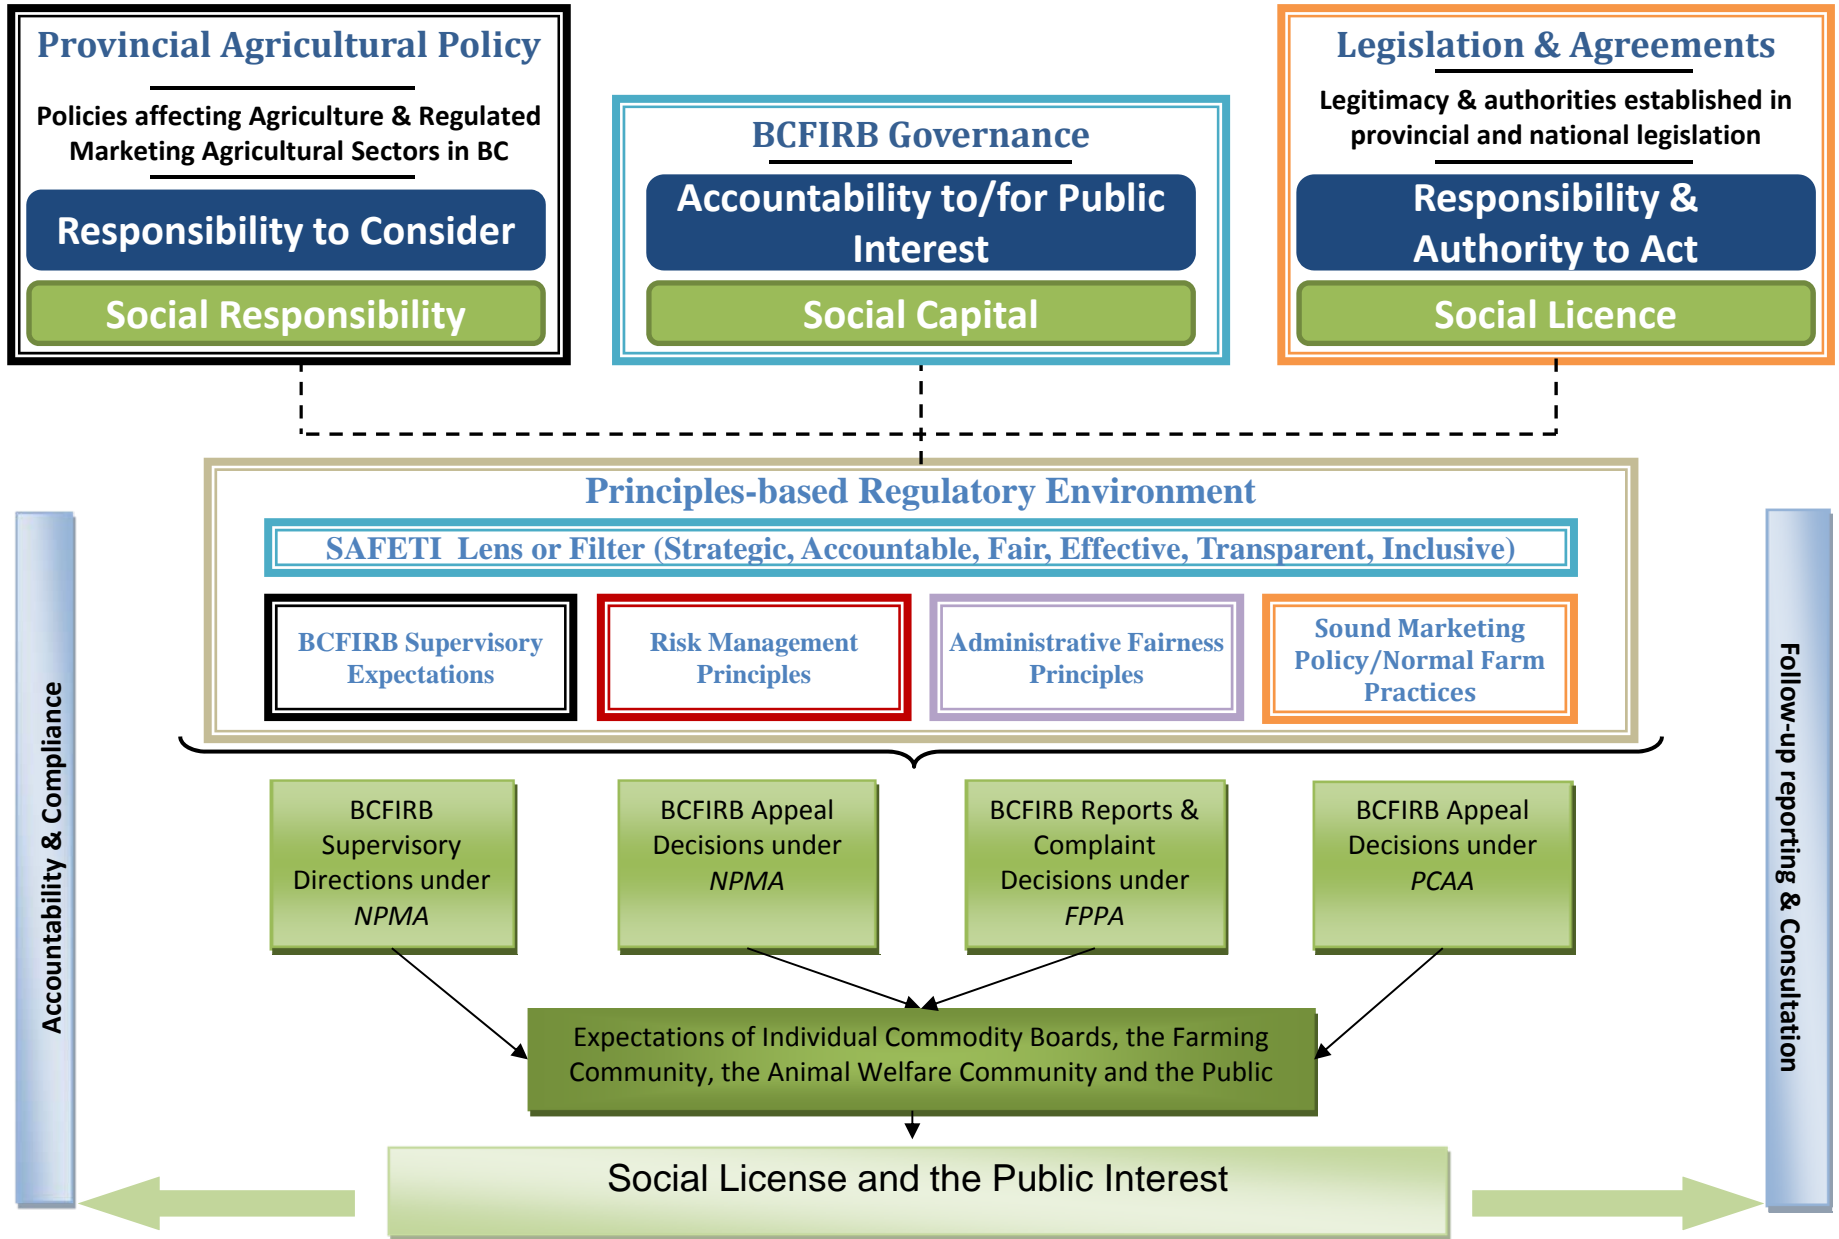 Provincial Agricultural Policy
Policies affecting Agriculture & Regulated
Marketing Agricultural Sectors in BC
Responsibility to Consider
Social Responsibility
BCFIRB Governance
Accountability to/for Public
Interest
Social Capital
Legislation & Agreements
Legitimacy & authorities established in
provincial and national legislation
Responsibility &
Authority to Act
Social Licence
Principles-based Regulatory Environment
SAFETI Lens or Filter (Strategic, Accountable, Fair, Effective, Transparent, Inclusive)
BCFIRB Supervisory
Expectations
Risk Management
Principles
Administrative Fairness
Principles
Sound Marketing
Policy/Normal Farm
Practices
Accountability & Compliance
Follow-up reporting & Consultation
BCFIRB
Supervisory
Directions under
NPMA
BCFIRB Appeal
Decisions under
NPMA
BCFIRB Reports &
Complaint
Decisions under
FPPA
BCFIRB Appeal
Decisions under
PCAA
Expectations of Individual Commodity Boards, the Farming
Community, the Animal Welfare Community and the Public
Social License and the Public Interest